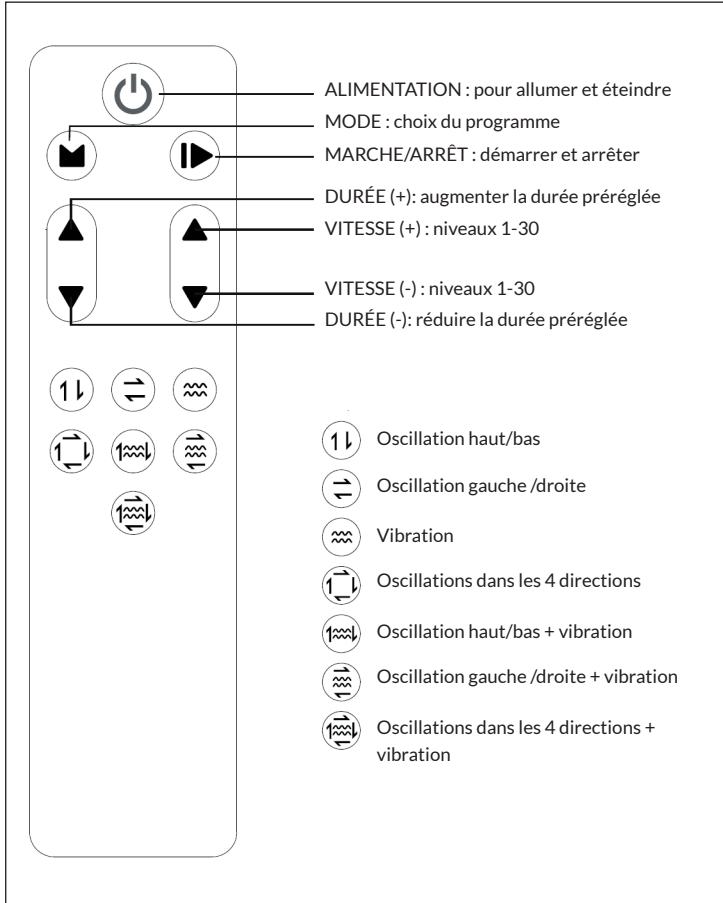 ALIMENTATION : pour allumer et éteindre
MODE : choix du programme
MARCHE/ARRÊT : démarrer et arrêter
DURÉE (+): augmenter la durée préréglée
VITESSE (+) : niveaux 1-30
VITESSE (-) : niveaux 1-30
DURÉE (-): réduire la durée préréglée
Oscillation haut/bas
Oscillation gauche /droite
Vibration
Oscillations dans les 4 directions
Oscillation haut/bas + vibration
Oscillation gauche /droite + vibration
Oscillations dans les 4 directions +
vibration